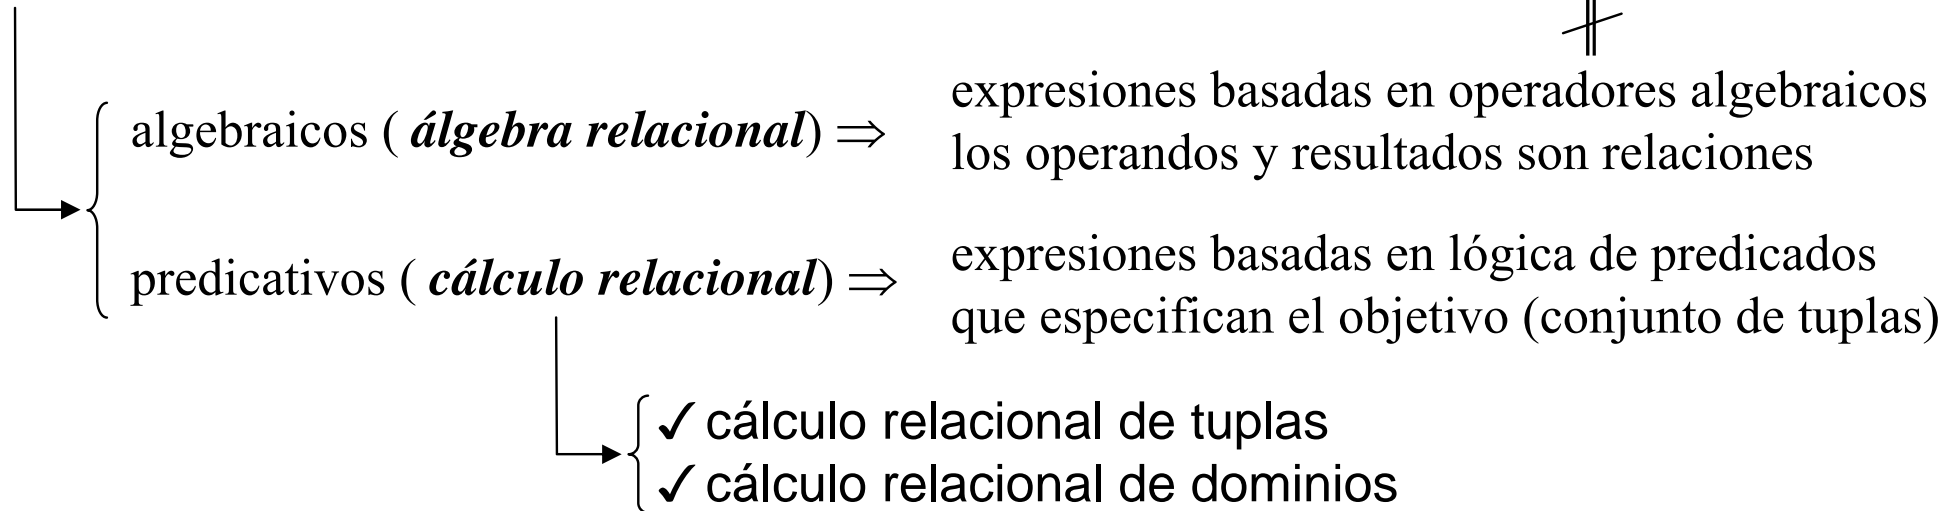 algebraicos ( álgebra relacional) ⇒
expresiones basadas en operadores algebraicos
los operandos y resultados son relaciones
predicativos ( cálculo relacional) ⇒
expresiones basadas en lógica de predicados
que especifican el objetivo (conjunto de tuplas)
✓ cálculo relacional de tuplas
✓ cálculo relacional de dominios